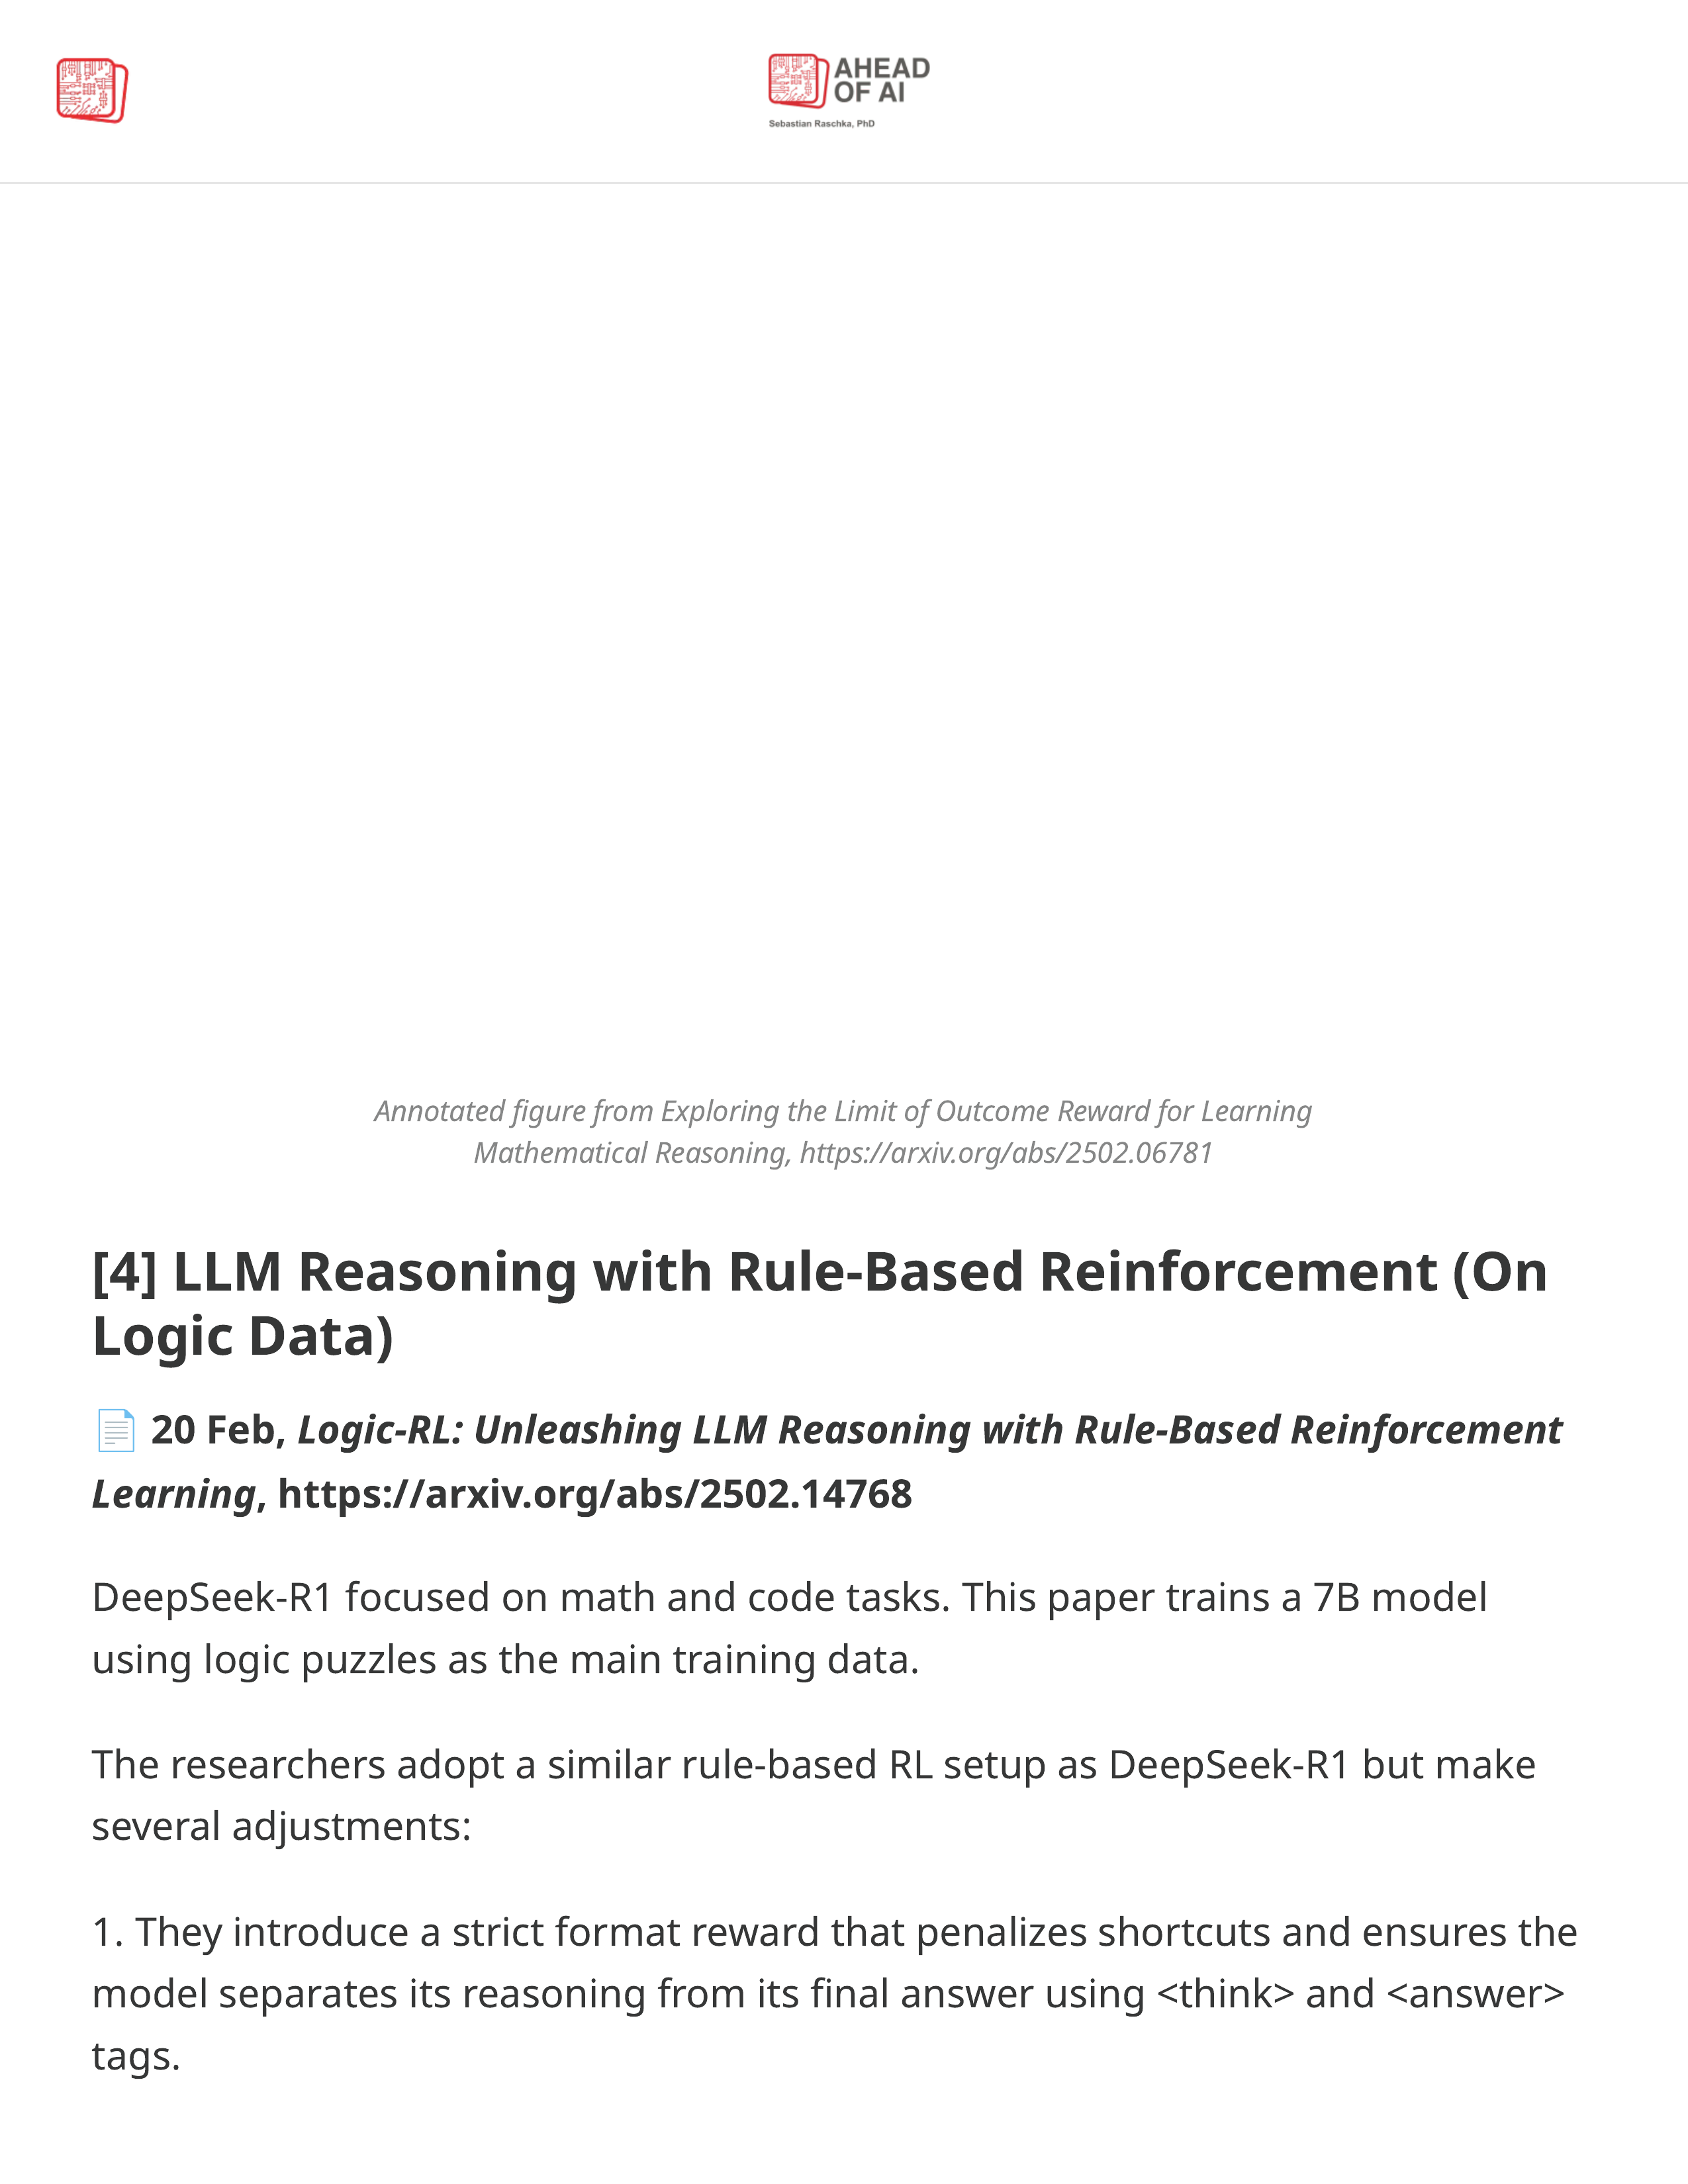 AHEAD
OF AI
Sebastian Raschka, PhD
Annotated figure from Exploring the Limit of Outcome Reward for Learning
Mathematical Reasoning, https://arxiv.org/abs/2502.06781
[4] LLM Reasoning with Rule-Based Reinforcement (On
Logic Data)
📄 20 Feb, Logic-RL: Unleashing LLM Reasoning with Rule-Based Reinforcement
Learning, https://arxiv.org/abs/2502.14768
DeepSeek-R1 focused on math and code tasks. This paper trains a 7B model
using logic puzzles as the main training data.
The researchers adopt a similar rule-based RL setup as DeepSeek-R1 but make
several adjustments:
1. They introduce a strict format reward that penalizes shortcuts and ensures the
model separates its reasoning from its final answer using <think> and <answer>
tags.